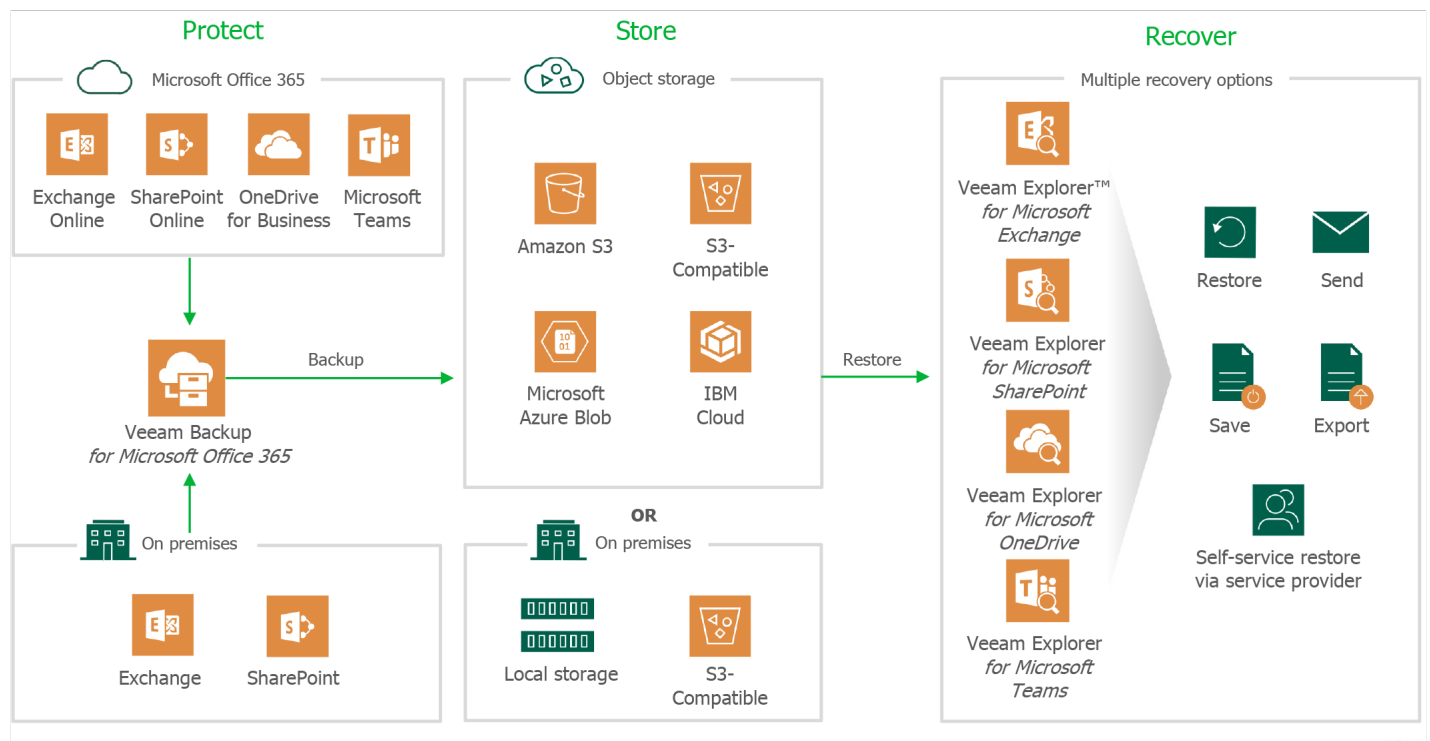 Protect
Microsoft Office 365
Exchange
Online
SharePoint
Online
OneDrive
for Business
Microsoft
Teams
Veeam Backup
for Microsoft Office 365
Backup
On premises
Exchange
SharePoint
Store
Object storage
Amazon S3
S3-
Compatible
Microsoft
Azure Blob
10
01
IBM
Cloud
OR
On premises
Local storage
S3-
Compatible
Restore
Recover
Multiple recovery options
Veeam Explorer™
for Microsoft
Exchange
Veeam Explorer
for Microsoft
SharePoint
Veeam Explorer
for Microsoft
OneDrive
Veeam Explorer
for Microsoft
Teams
Restore
Send
Save
Export
Self-service restore
via service provider